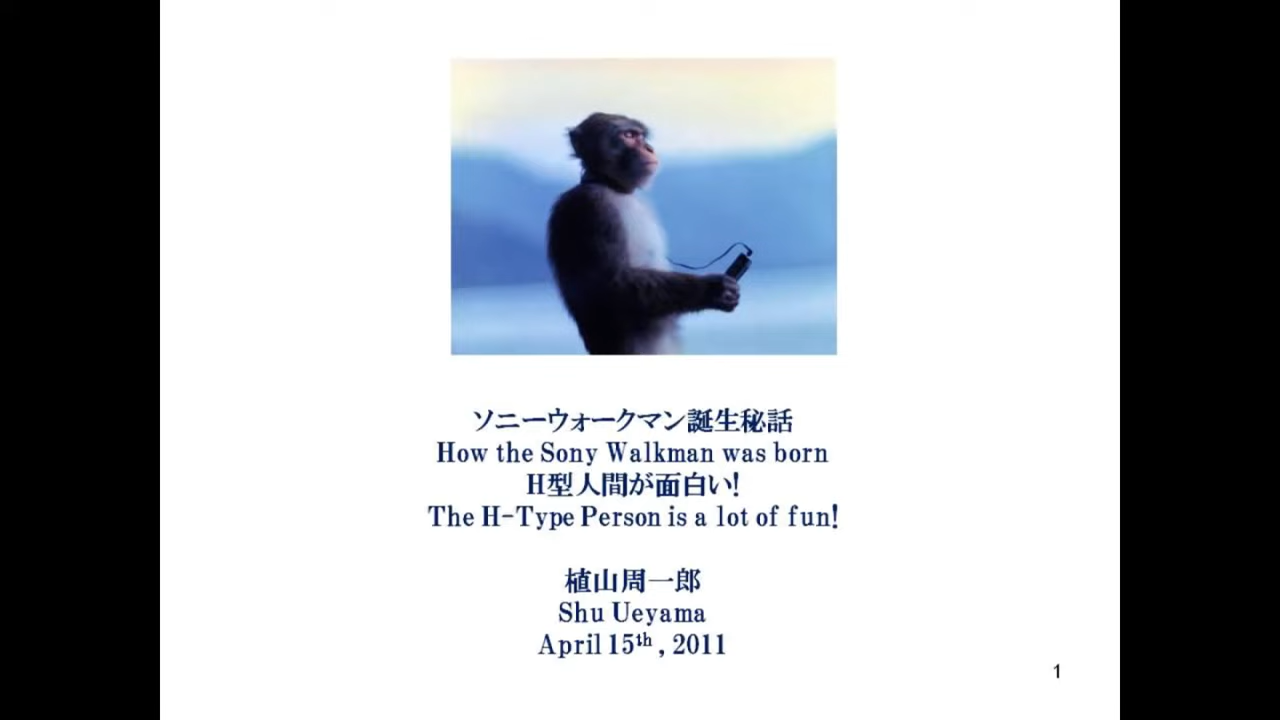 ソニーウォークマン誕生秘話
How the Sony Walkman was born
H型人間が面白い!
The H-Type Person is a lot of fun!
植山周一郎
Shu Ueyama
April 15th , 2011
1